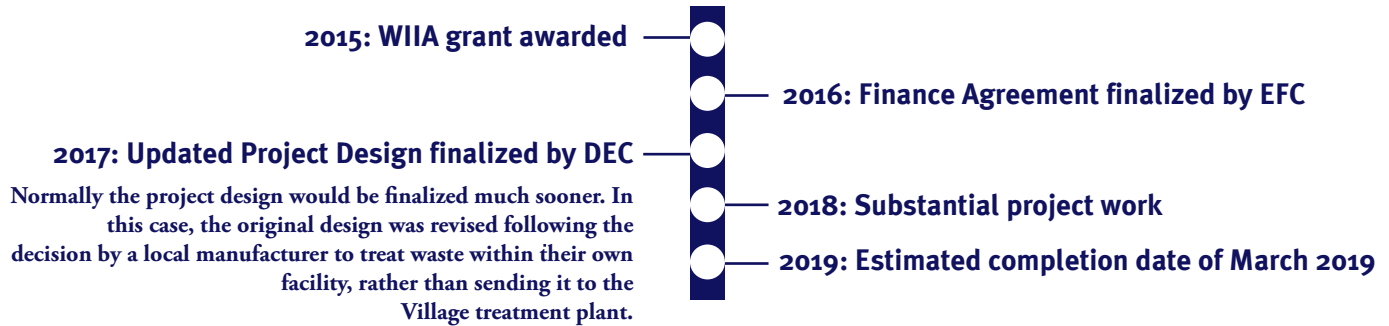 2015: WIIA grant awarded
2016: Finance Agreement finalized by EFC
2017: Updated Project Design finalized by DEC
Normally the project design would be finalized much sooner. In
this case, the original design was revised following the
decision by a local manufacturer to treat waste within their own
facility, rather than sending it to the
Village treatment plant.
2018: Substantial project work
2019: Estimated completion date of March 2019